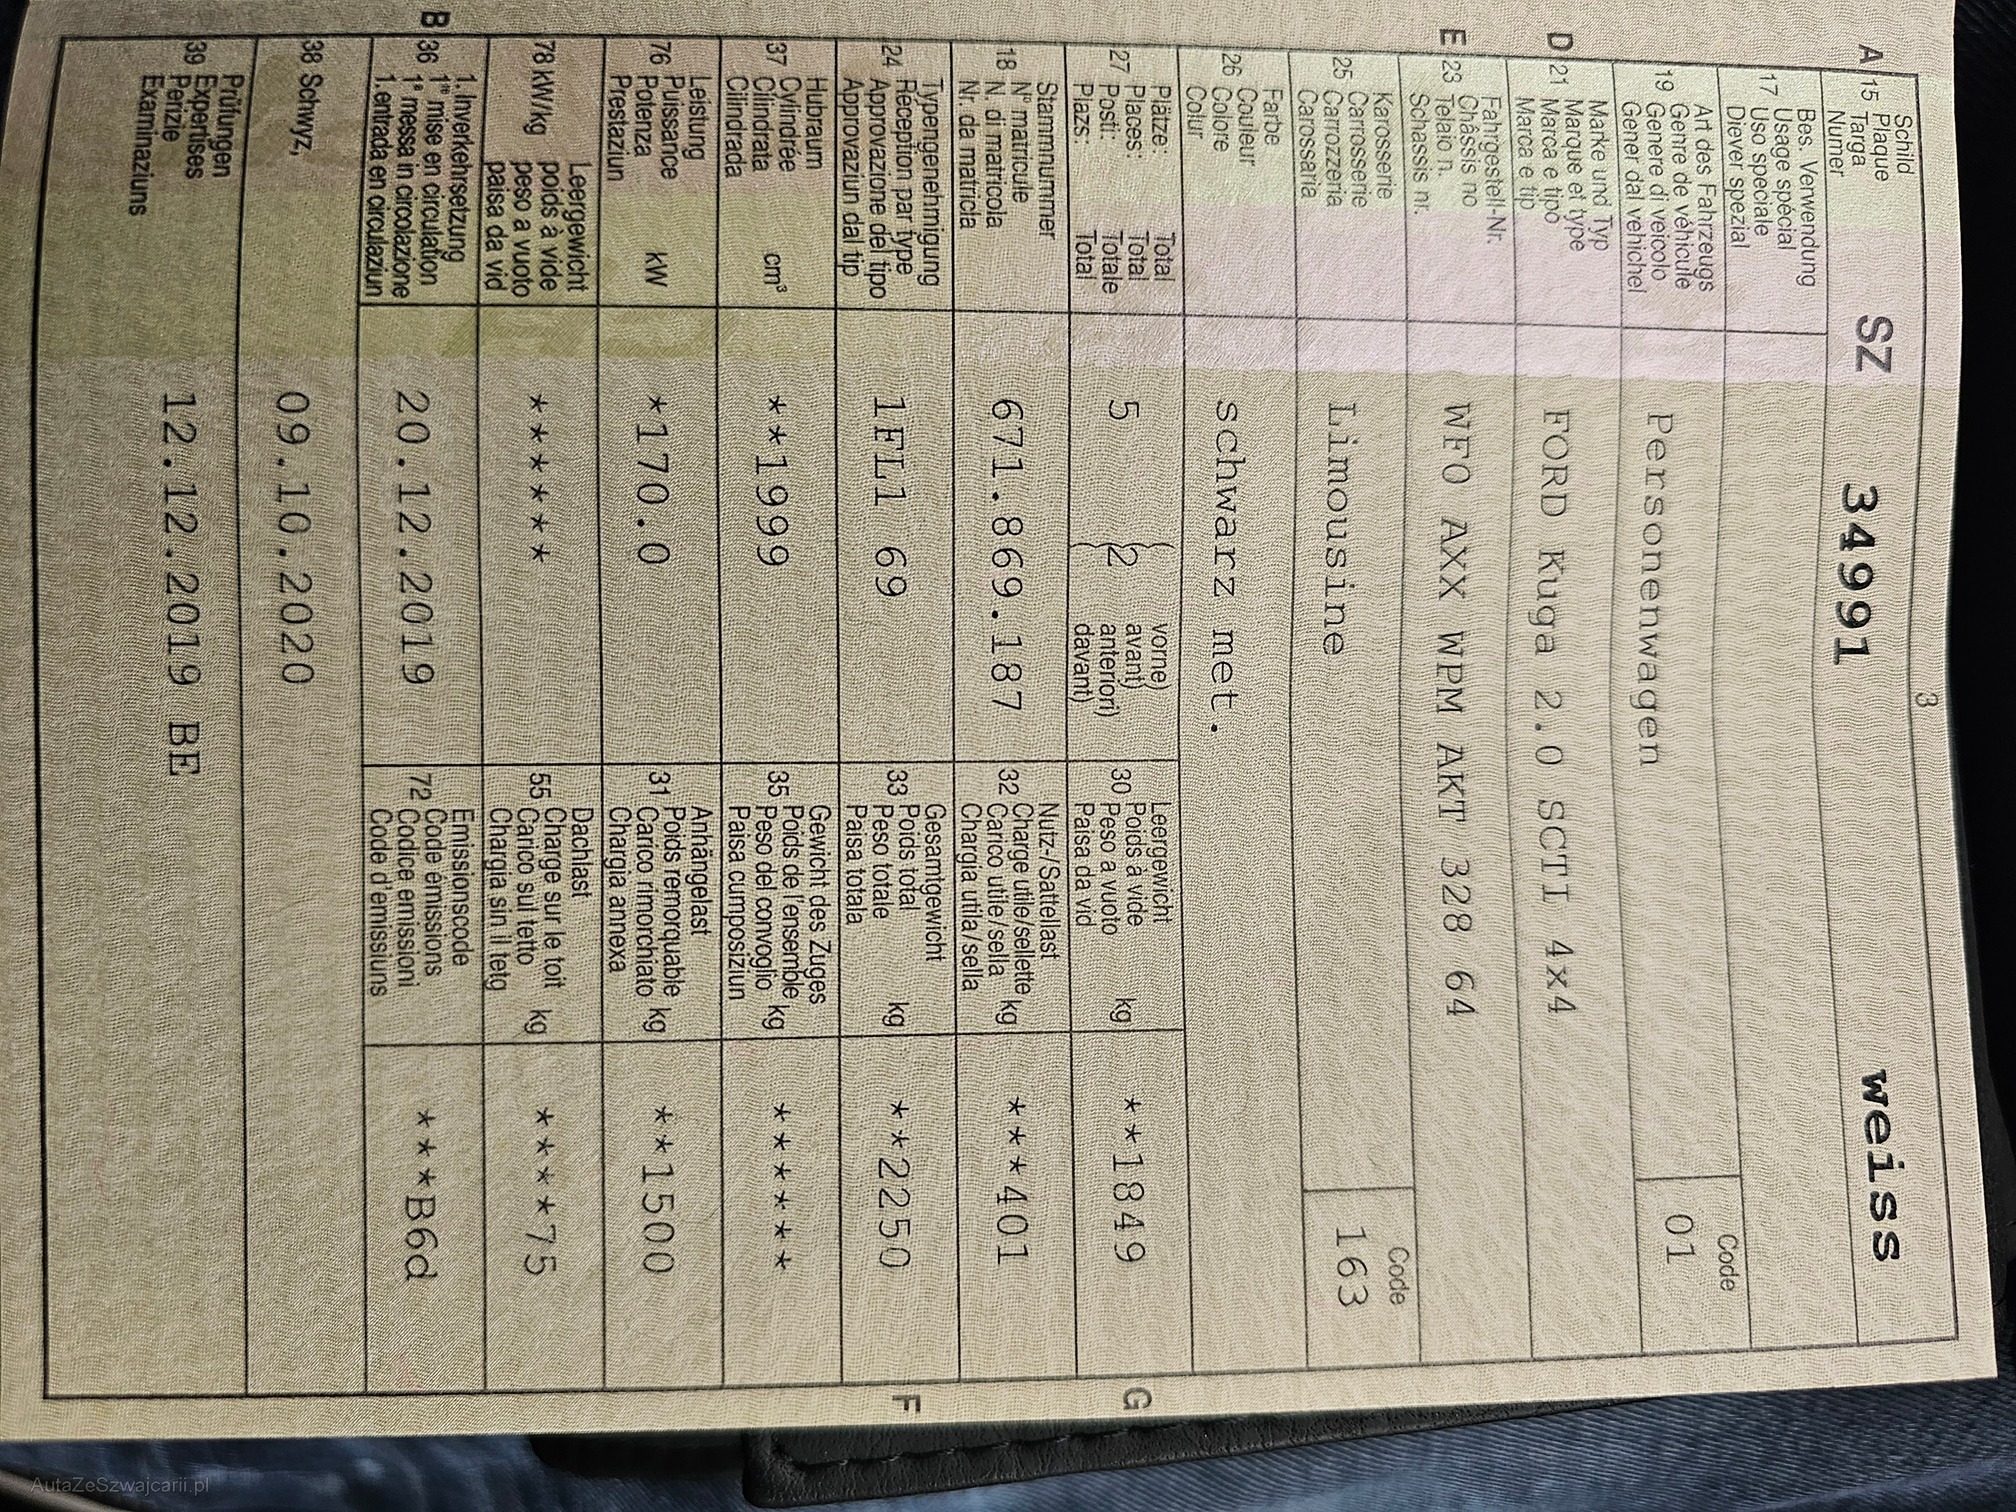 3
Schild
Plaque
A 15 Targa
Numer
SZ 34991 weiss
Bes. Verwendung
Usage spécial
17 Uso speciale
Diever spezial
Art des Fahrzeugs
Genre de véhicule
19 Genere di veicolo
Gener dal vehichel
Personenwagen
Code
01
Marke und Typ
Marque et type
D 21 Marca e tipo
Marca e tip
FORD Kuga 2.0 SCTI 4x4
Fahrgestell-Nr.
Châssis no
E 23 Telaio n.
Schassis nr.
WF0 AXX WPM AKT 328 64
Karosserie
Carrosserie
25 Carrozzeria
Carossaria
Limousine
Code
163
Farbe
Couleur
26 Colore
Colur
schwarz met.
Plätze: Total
Places: Total
27 Posti: Totale
Plazs: Total
5 (2 vorne)
avant)
anteriori)
davant)
Leergewicht
Poids à vide
30 Peso a vuoto kg
Paisa da vid
**1849
G
Stammnummer
N° matricule
18 N. di matricola
Nr. da matricla
671.869.187
Nutz-/Sattellast
Charge utile/sellette
32 Carico utile/sella kg
Chargia utila/sella
***401
Typengenehmigung
Réception par type
24 Approvazione del tipo
Approvaziun dal tip
1FL1 69
Gesamtgewicht
Poids total
33 Peso totale kg
Paisa totala
**2250
F
Hubraum
Cylindrée
37 Cilindrata cm³
Cilindrada
**1999
Gewicht des Zuges
Poids de l'ensemble
35 Peso del convoglio kg
Paisa cumposiziun
******
Leistung
Puissance
76 Potenza kW
Prestaziun
*170.0
Anhängelast
Poids remorquable
31 Carico rimorchiato kg
Chargia annexa
**1500
Leergewicht
poids à vide
78 kW/kg peso a vuoto
paisa da vid
******
Dachlast
Charge sur le toit
55 Carico sul tetto kg
Chargia sin il tetg
****75
1. Inverkehrsetzung
1re mise en circulation
B 36 1a messa in circolazione
1. entrada en circulaziun
20.12.2019
Emissionscode
Code émissions
72 Codice emissioni
Code d'emissiuns
***B6d
38 Schwyz,
09.10.2020
Prüfungen
Expertises
39 Perizie
Examinaziuns
12.12.2019 BE
AutaZeSzwajcarii.pl